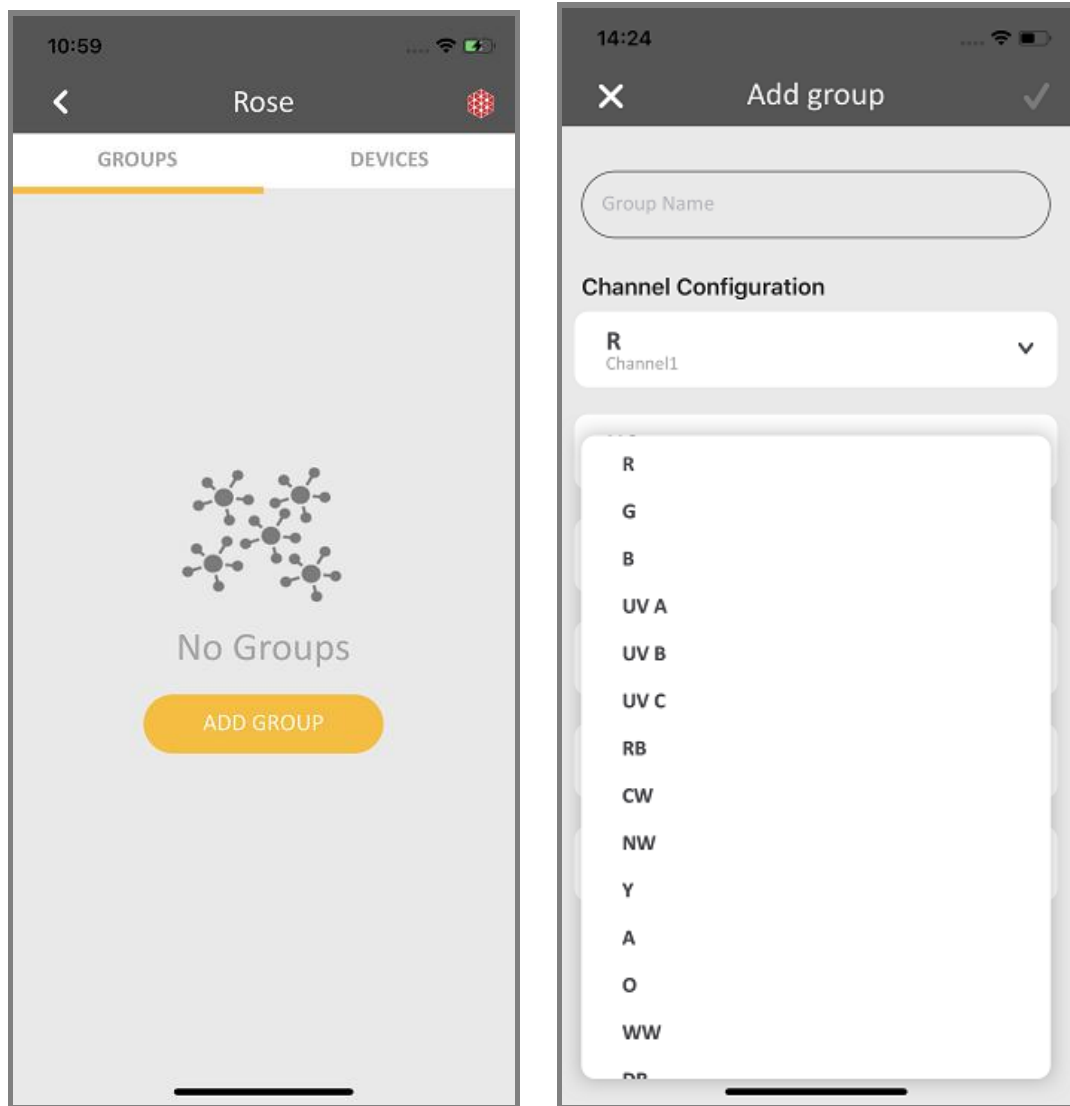 10:59
Rose
GROUPS
DEVICES
No Groups
ADD GROUP
14:24
Add group
Group Name
Channel Configuration
R
Channel1
R
G
B
UV A
UV B
UV C
RB
CW
NW
Y
A
O
WW